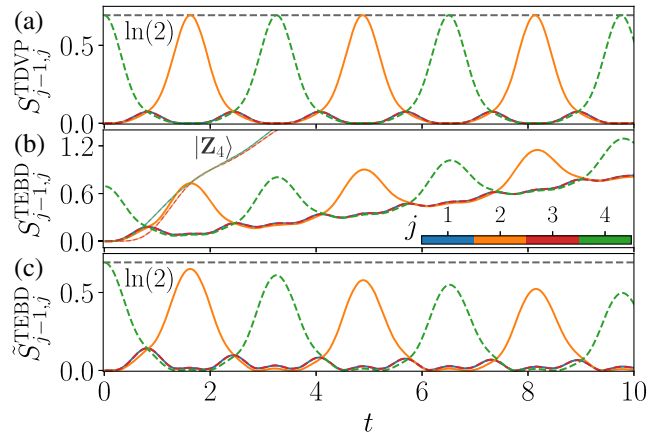 (a)
ln(2)
0.5
0.0
S^{TDVP}_{j-1,j}
(b)
|Z_4⟩
1.2
0.6
0.0
S^{TEBD}_{j-1,j}
j
1 2 3 4
(c)
ln(2)
0.5
0.0
S̃^{TEBD}_{j-1,j}
0 2 4 6 8 10
t